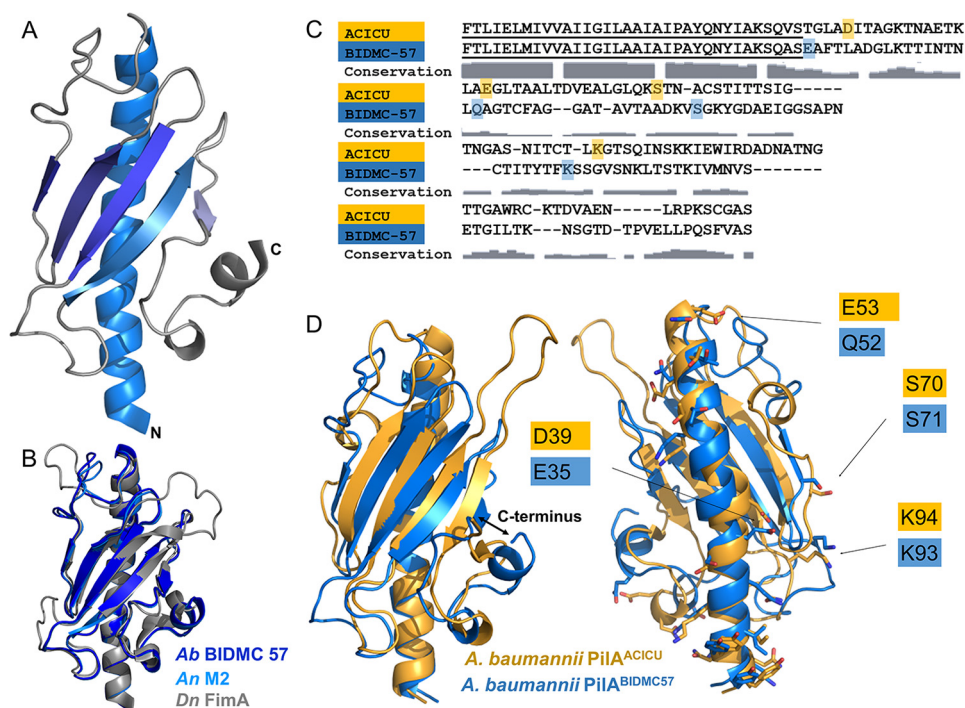 A
C
N
B
Ab BIDMC 57
An M2
Dn FimA
C
ACICU FTLIELMIVVAIIGILAAIAIPAYQNYIAKSQVSTGLADITAGKTNAETK
BIDMC-57 FTLIELMIVVAIIGILAAIAIPAYQNYIAKSQASEAFTLADGLKTTINTN
Conservation
ACICU LAEGLTAALTDVEALGLQKSTN-ACSTITTSIG-----
BIDMC-57 LQAGTCFAG--GAT-AVTAADKVSGKYGDAEIGGSAPN
Conservation
ACICU TNGAS-NITCT-LKGTSQINSKKIEWIRDADNATNG
BIDMC-57 ---CTITYTFKSSGVSNKLTSTKIVMNVS------
Conservation
ACICU TTGAWRC-KTDVAEN-----LRPKSCGAS
BIDMC-57 ETGILTK---NSGTD-TPVELLPQSFVAS
Conservation
D
E53
Q52
S70
S71
D39
E35
K94
K93
C-terminus
A. baumannii PilA^ACICU
A. baumannii PilA^BIDMC57